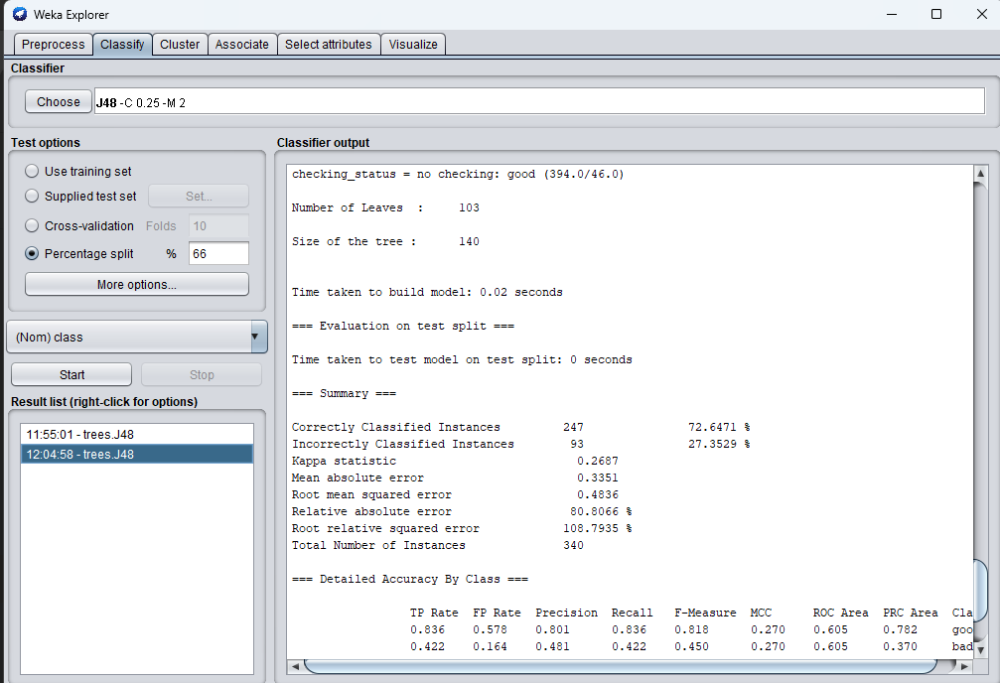 Weka Explorer
Preprocess Classify Cluster Associate Select attributes Visualize
Classifier
Choose J48 -C 0.25 -M 2
Test options
Use training set
Supplied test set Set...
Cross-validation Folds 10
Percentage split % 66
More options...
(Nom) class
Start Stop
Result list (right-click for options)
11:55:01 - trees.J48
12:04:58 - trees.J48
Classifier output
checking_status = no checking: good (394.0/46.0)
Number of Leaves : 103
Size of the tree : 140
Time taken to build model: 0.02 seconds
=== Evaluation on test split ===
Time taken to test model on test split: 0 seconds
=== Summary ===
Correctly Classified Instances 247 72.6471 %
Incorrectly Classified Instances 93 27.3529 %
Kappa statistic 0.2687
Mean absolute error 0.3351
Root mean squared error 0.4836
Relative absolute error 80.8066 %
Root relative squared error 108.7935 %
Total Number of Instances 340
=== Detailed Accuracy By Class ===
TP Rate FP Rate Precision Recall F-Measure MCC ROC Area PRC Area Cla
0.836 0.578 0.801 0.836 0.818 0.270 0.605 0.782 goo
0.422 0.164 0.481 0.422 0.450 0.270 0.605 0.370 bad